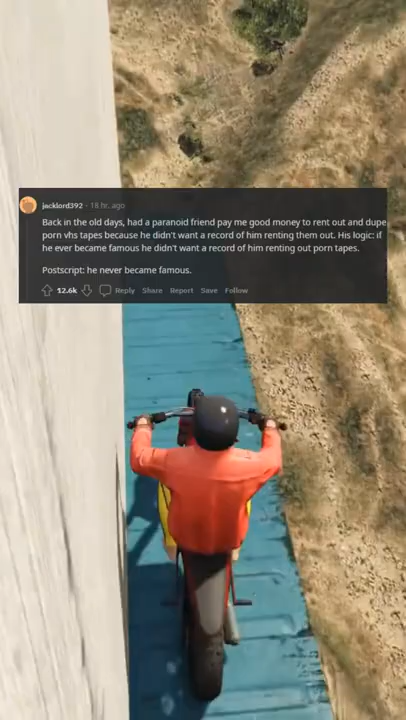 jacklord392 · 18 hr. ago
Back in the old days, had a paranoid friend pay me good money to rent out and dupe
porn vhs tapes because he didn't want a record of him renting them out. His logic: if
he ever became famous he didn't want a record of him renting out porn tapes.
Postscript: he never became famous.
12.6k Reply Share Report Save Follow